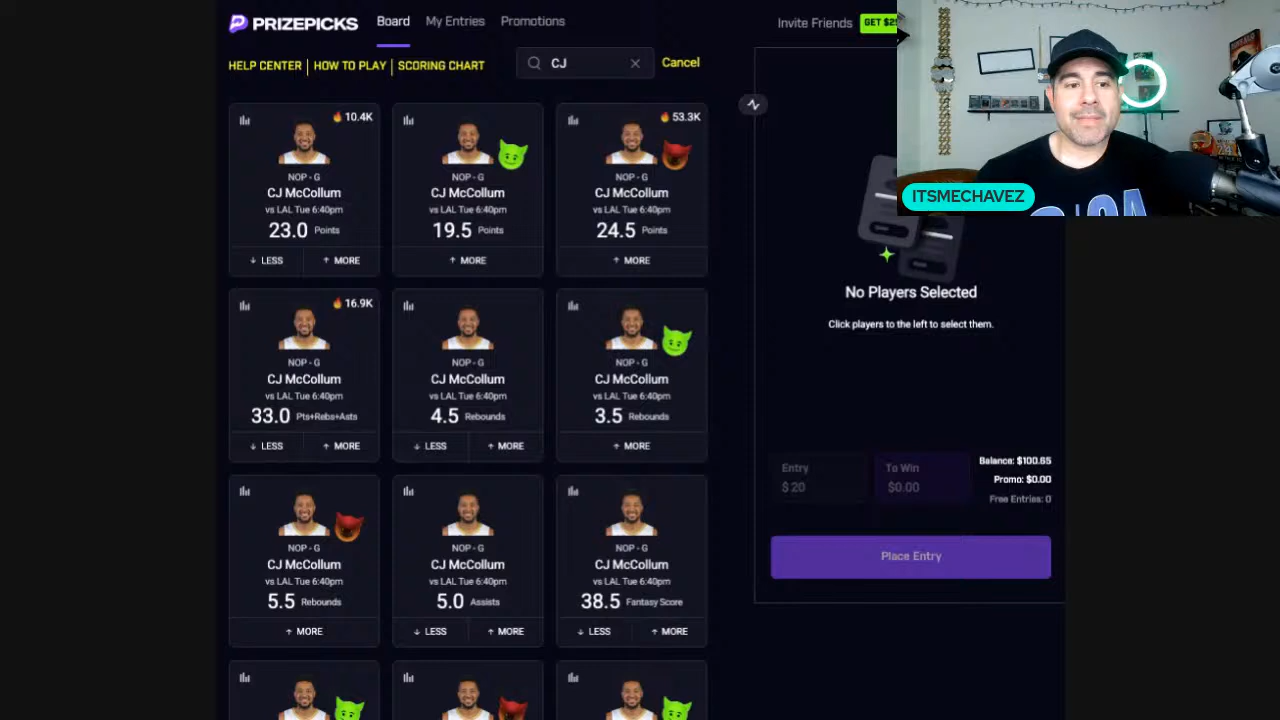 PRIZEPICKS Board My Entries Promotions
Invite Friends GET $25
HELP CENTER | HOW TO PLAY | SCORING CHART
CJ Cancel
10.4K
NOP - G
CJ McCollum
vs LAL Tue 6:40pm
23.0 Points
LESS MORE
NOP - G
CJ McCollum
vs LAL Tue 6:40pm
19.5 Points
MORE
53.3K
NOP - G
CJ McCollum
vs LAL Tue 6:40pm
24.5 Points
MORE
16.9K
NOP - G
CJ McCollum
vs LAL Tue 6:40pm
33.0 Pts+Rebs+Asts
LESS MORE
NOP - G
CJ McCollum
vs LAL Tue 6:40pm
4.5 Rebounds
LESS MORE
NOP - G
CJ McCollum
vs LAL Tue 6:40pm
3.5 Rebounds
MORE
NOP - G
CJ McCollum
vs LAL Tue 6:40pm
5.5 Rebounds
MORE
NOP - G
CJ McCollum
vs LAL Tue 6:40pm
5.0 Assists
LESS MORE
NOP - G
CJ McCollum
vs LAL Tue 6:40pm
38.5 Fantasy Score
LESS MORE
No Players Selected
Click players to the left to select them.
Entry
$ 20
To Win
$0.00
Balance: $100.65
Promo: $0.00
Free Entries: 0
Place Entry
ITSMECHAVEZ